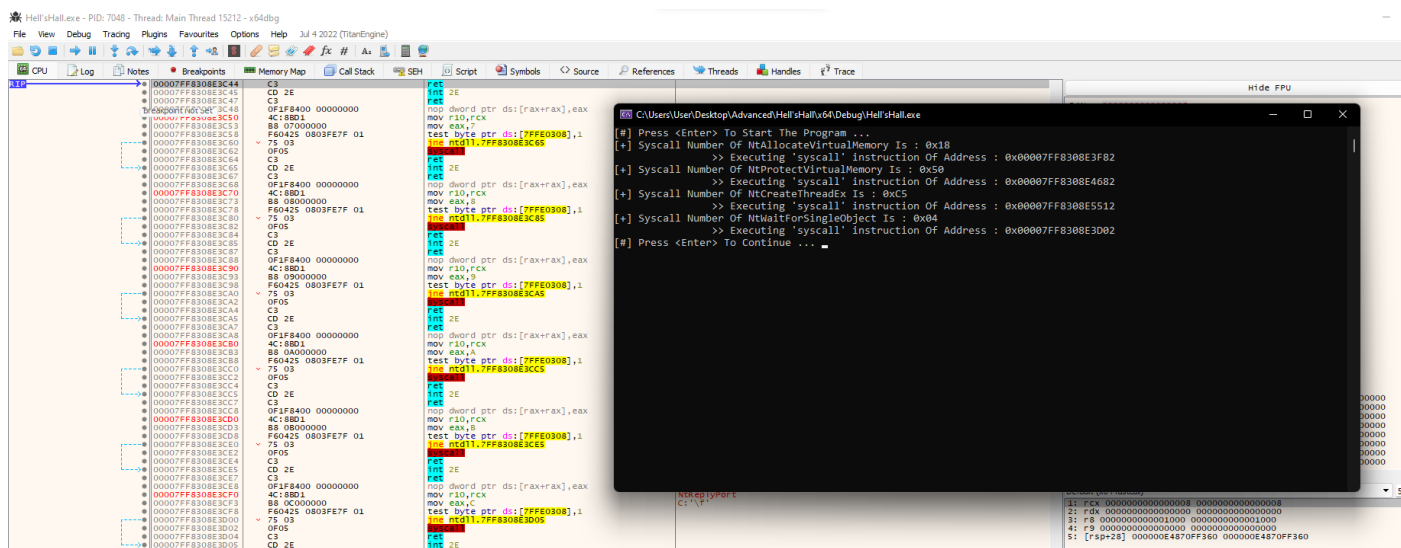 Hell'sHall.exe - PID: 7048 - Thread: Main Thread 15212 - x64dbg
File View Debug Tracing Plugins Favourites Options Help Jul 4 2022 (TitanEngine)
CPU Log Notes Breakpoints Memory Map Call Stack SEH Script Symbols Source References Threads Handles Trace
RIP 00007FF8308E3C44 C3 ret
00007FF8308E3C45 CD 2E int 2E
00007FF8308E3C47 C3 ret
Breakpoint Not Set 3C48 0F1F8400 00000000 nop dword ptr ds:[rax+rax],eax
00007FF8308E3C50 4C:8BD1 mov r10,rcx
00007FF8308E3C53 B8 07000000 mov eax,7
00007FF8308E3C58 F60425 0803FE7F 01 test byte ptr ds:[7FFE0308],1
00007FF8308E3C60 75 03 jne ntdll.7FF8308E3C65
00007FF8308E3C62 0F05 syscall
00007FF8308E3C64 C3 ret
00007FF8308E3C65 CD 2E int 2E
00007FF8308E3C67 C3 ret
00007FF8308E3C68 0F1F8400 00000000 nop dword ptr ds:[rax+rax],eax
00007FF8308E3C70 4C:8BD1 mov r10,rcx
00007FF8308E3C73 B8 08000000 mov eax,8
00007FF8308E3C78 F60425 0803FE7F 01 test byte ptr ds:[7FFE0308],1
00007FF8308E3C80 75 03 jne ntdll.7FF8308E3C85
00007FF8308E3C82 0F05 syscall
00007FF8308E3C84 C3 ret
00007FF8308E3C85 CD 2E int 2E
00007FF8308E3C87 C3 ret
00007FF8308E3C88 0F1F8400 00000000 nop dword ptr ds:[rax+rax],eax
00007FF8308E3C90 4C:8BD1 mov r10,rcx
00007FF8308E3C93 B8 09000000 mov eax,9
00007FF8308E3C98 F60425 0803FE7F 01 test byte ptr ds:[7FFE0308],1
00007FF8308E3CA0 75 03 jne ntdll.7FF8308E3CA5
00007FF8308E3CA2 0F05 syscall
00007FF8308E3CA4 C3 ret
00007FF8308E3CA5 CD 2E int 2E
00007FF8308E3CA7 C3 ret
00007FF8308E3CA8 0F1F8400 00000000 nop dword ptr ds:[rax+rax],eax
00007FF8308E3CB0 4C:8BD1 mov r10,rcx
00007FF8308E3CB3 B8 0A000000 mov eax,A
00007FF8308E3CB8 F60425 0803FE7F 01 test byte ptr ds:[7FFE0308],1
00007FF8308E3CC0 75 03 jne ntdll.7FF8308E3CC5
00007FF8308E3CC2 0F05 syscall
00007FF8308E3CC4 C3 ret
00007FF8308E3CC5 CD 2E int 2E
00007FF8308E3CC7 C3 ret
00007FF8308E3CC8 0F1F8400 00000000 nop dword ptr ds:[rax+rax],eax
00007FF8308E3CD0 4C:8BD1 mov r10,rcx
00007FF8308E3CD3 B8 0B000000 mov eax,B
00007FF8308E3CD8 F60425 0803FE7F 01 test byte ptr ds:[7FFE0308],1
00007FF8308E3CE0 75 03 jne ntdll.7FF8308E3CE5
00007FF8308E3CE2 0F05 syscall
00007FF8308E3CE4 C3 ret
00007FF8308E3CE5 CD 2E int 2E
00007FF8308E3CE7 C3 ret
00007FF8308E3CE8 0F1F8400 00000000 nop dword ptr ds:[rax+rax],eax
00007FF8308E3CF0 4C:8BD1 mov r10,rcx NtReplyPort
00007FF8308E3CF3 B8 0C000000 mov eax,C C:'\f'
00007FF8308E3CF8 F60425 0803FE7F 01 test byte ptr ds:[7FFE0308],1
00007FF8308E3D00 75 03 jne ntdll.7FF8308E3D05
00007FF8308E3D02 0F05 syscall
00007FF8308E3D04 C3 ret
00007FF8308E3D05 CD 2E int 2E
Hide FPU
C:\Users\User\Desktop\Advanced\Hell'sHall\x64\Debug\Hell'sHall.exe
[#] Press <Enter> To Start The Program ...
[+] Syscall Number Of NtAllocateVirtualMemory Is : 0x18
>> Executing 'syscall' instruction Of Address : 0x00007FF8308E3F82
[+] Syscall Number Of NtProtectVirtualMemory Is : 0x50
>> Executing 'syscall' instruction Of Address : 0x00007FF8308E4682
[+] Syscall Number Of NtCreateThreadEx Is : 0xC5
>> Executing 'syscall' instruction Of Address : 0x00007FF8308E5512
[+] Syscall Number Of NtWaitForSingleObject Is : 0x04
>> Executing 'syscall' instruction Of Address : 0x00007FF8308E3D02
[#] Press <Enter> To Continue ...
00000
00000
00000
00000
00000
00000
00000
00000
1: rcx 0000000000000008 0000000000000008
2: rdx 0000000000000000 0000000000000000
3: r8 0000000000001000 0000000000001000
4: r9 0000000000000000 0000000000000000
5: [rsp+28] 000000E4870FF360 000000E4870FF360